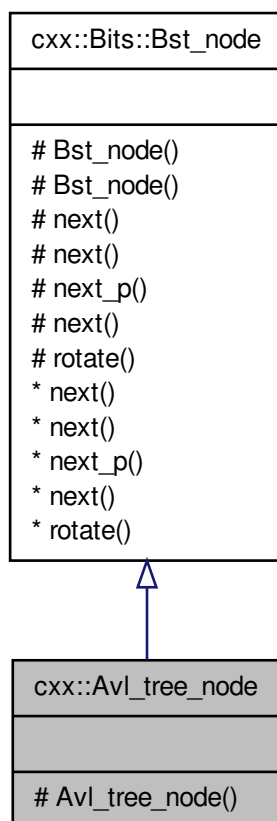 cxx::Bits::Bst_node
# Bst_node()
# Bst_node()
# next()
# next()
# next_p()
# next()
# rotate()
* next()
* next()
* next_p()
* next()
* rotate()
cxx::Avl_tree_node
# Avl_tree_node()